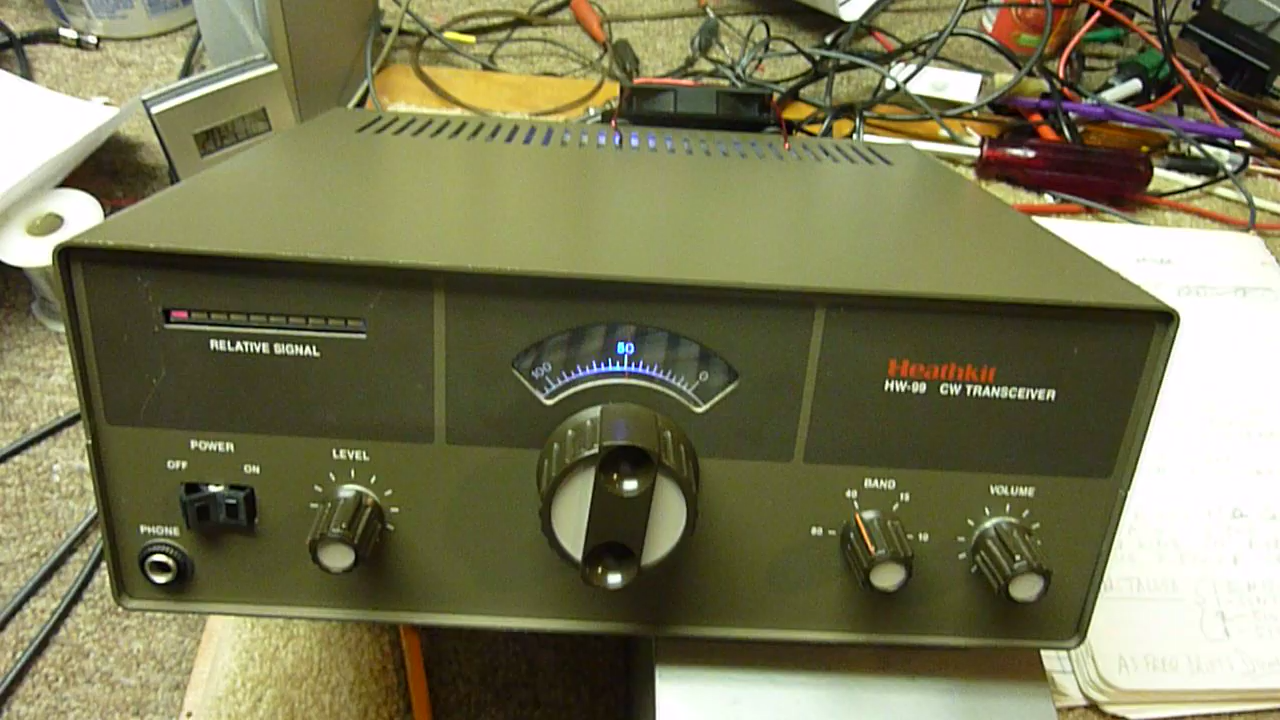 RELATIVE SIGNAL
100
50
0
Heathkit
HW-99 CW TRANSCEIVER
POWER
OFF
ON
LEVEL
PHONE
BAND
80
40
15
10
VOLUME